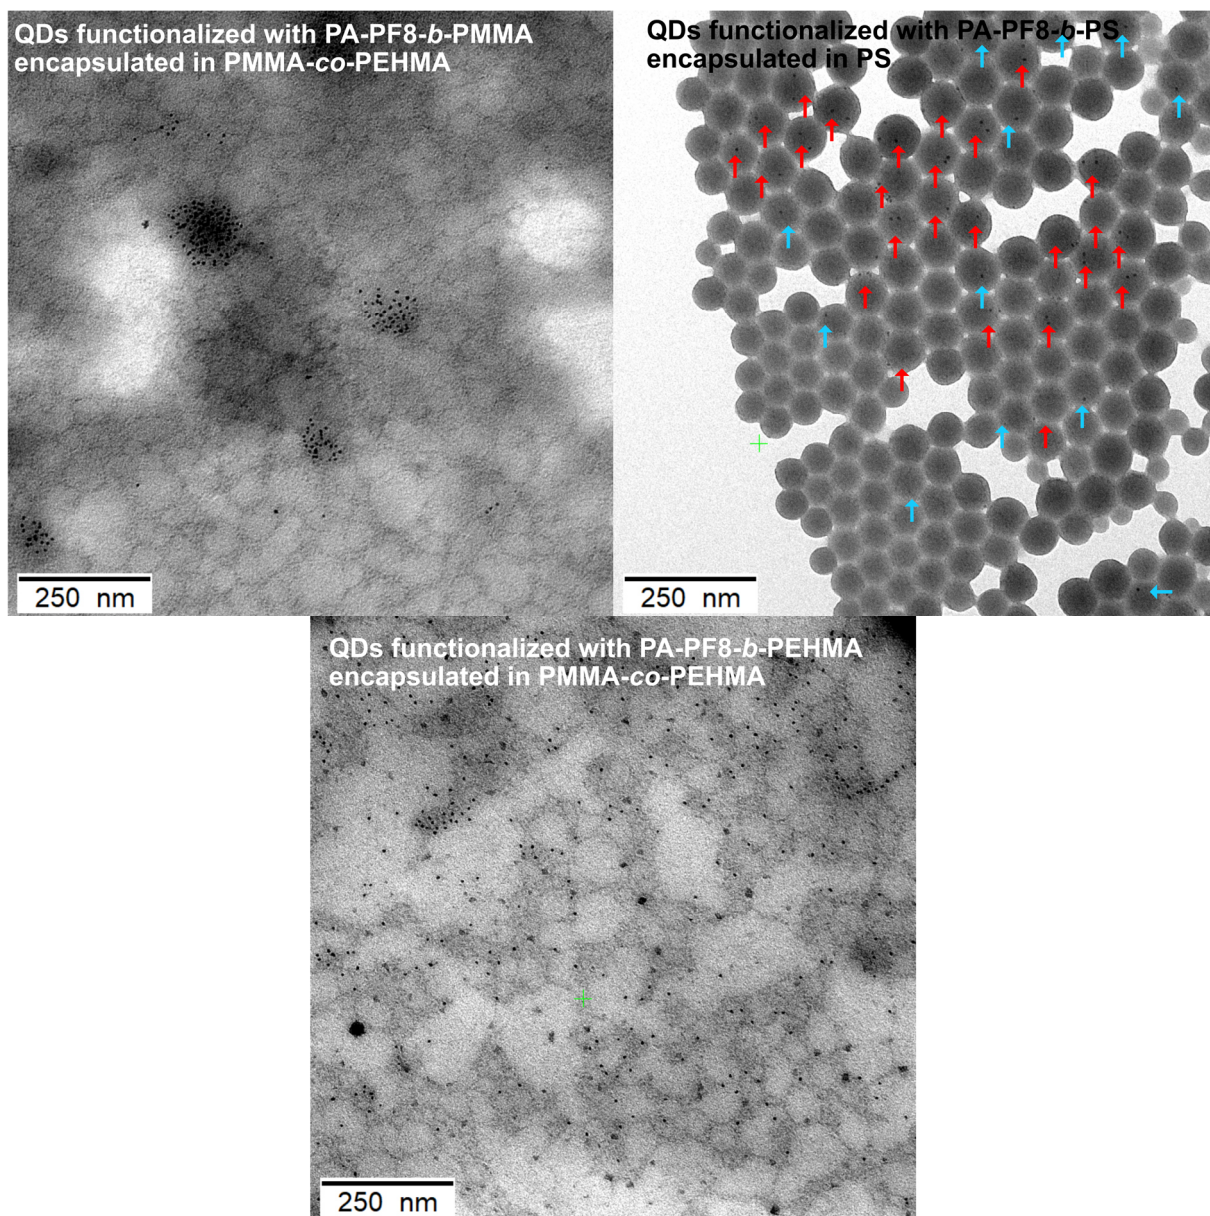 QDs functionalized with PA-PF8-b-PMMA
encapsulated in PMMA-co-PEHMA
250 nm
QDs functionalized with PA-PF8-b-PS
encapsulated in PS
250 nm
QDs functionalized with PA-PF8-b-PEHMA
encapsulated in PMMA-co-PEHMA
250 nm